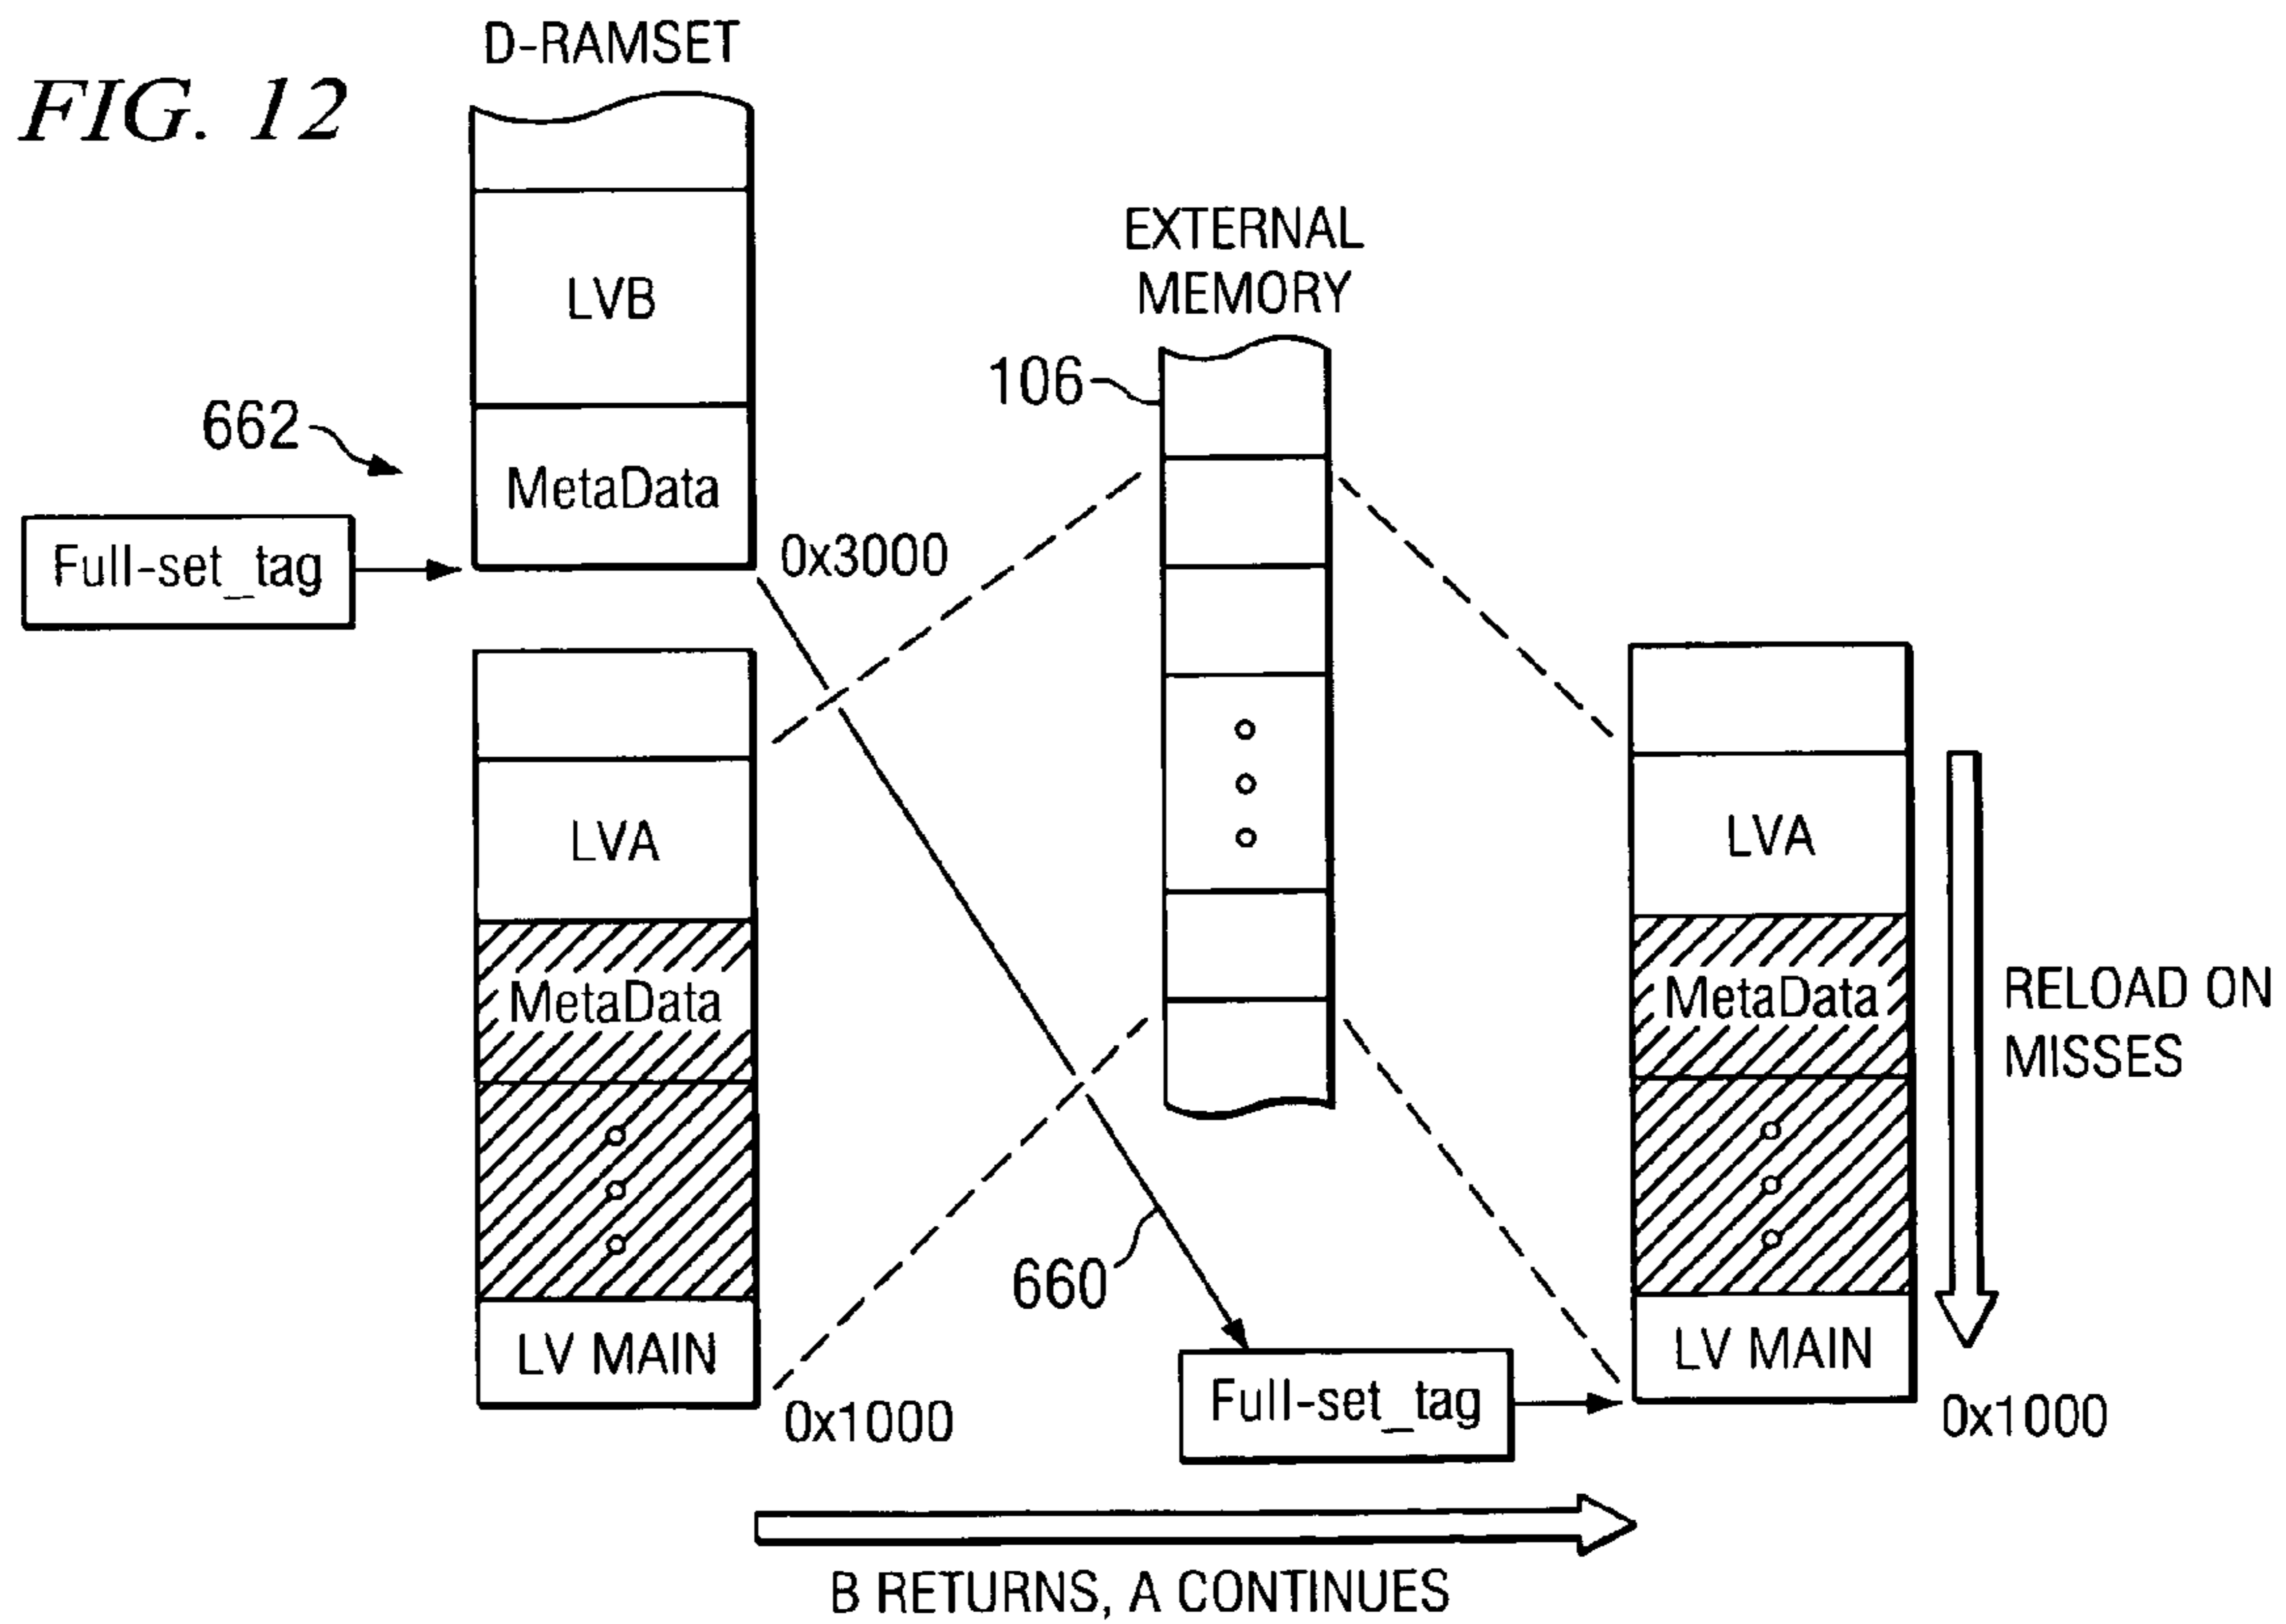 FIG. 12
D-RAMSET
LVB
MetaData
662
Full-set_tag
0x3000
EXTERNAL
MEMORY
106
LVA
MetaData
LV MAIN
0x1000
660
Full-set_tag
LVA
MetaData
LV MAIN
0x1000
RELOAD ON
MISSES
B RETURNS, A CONTINUES